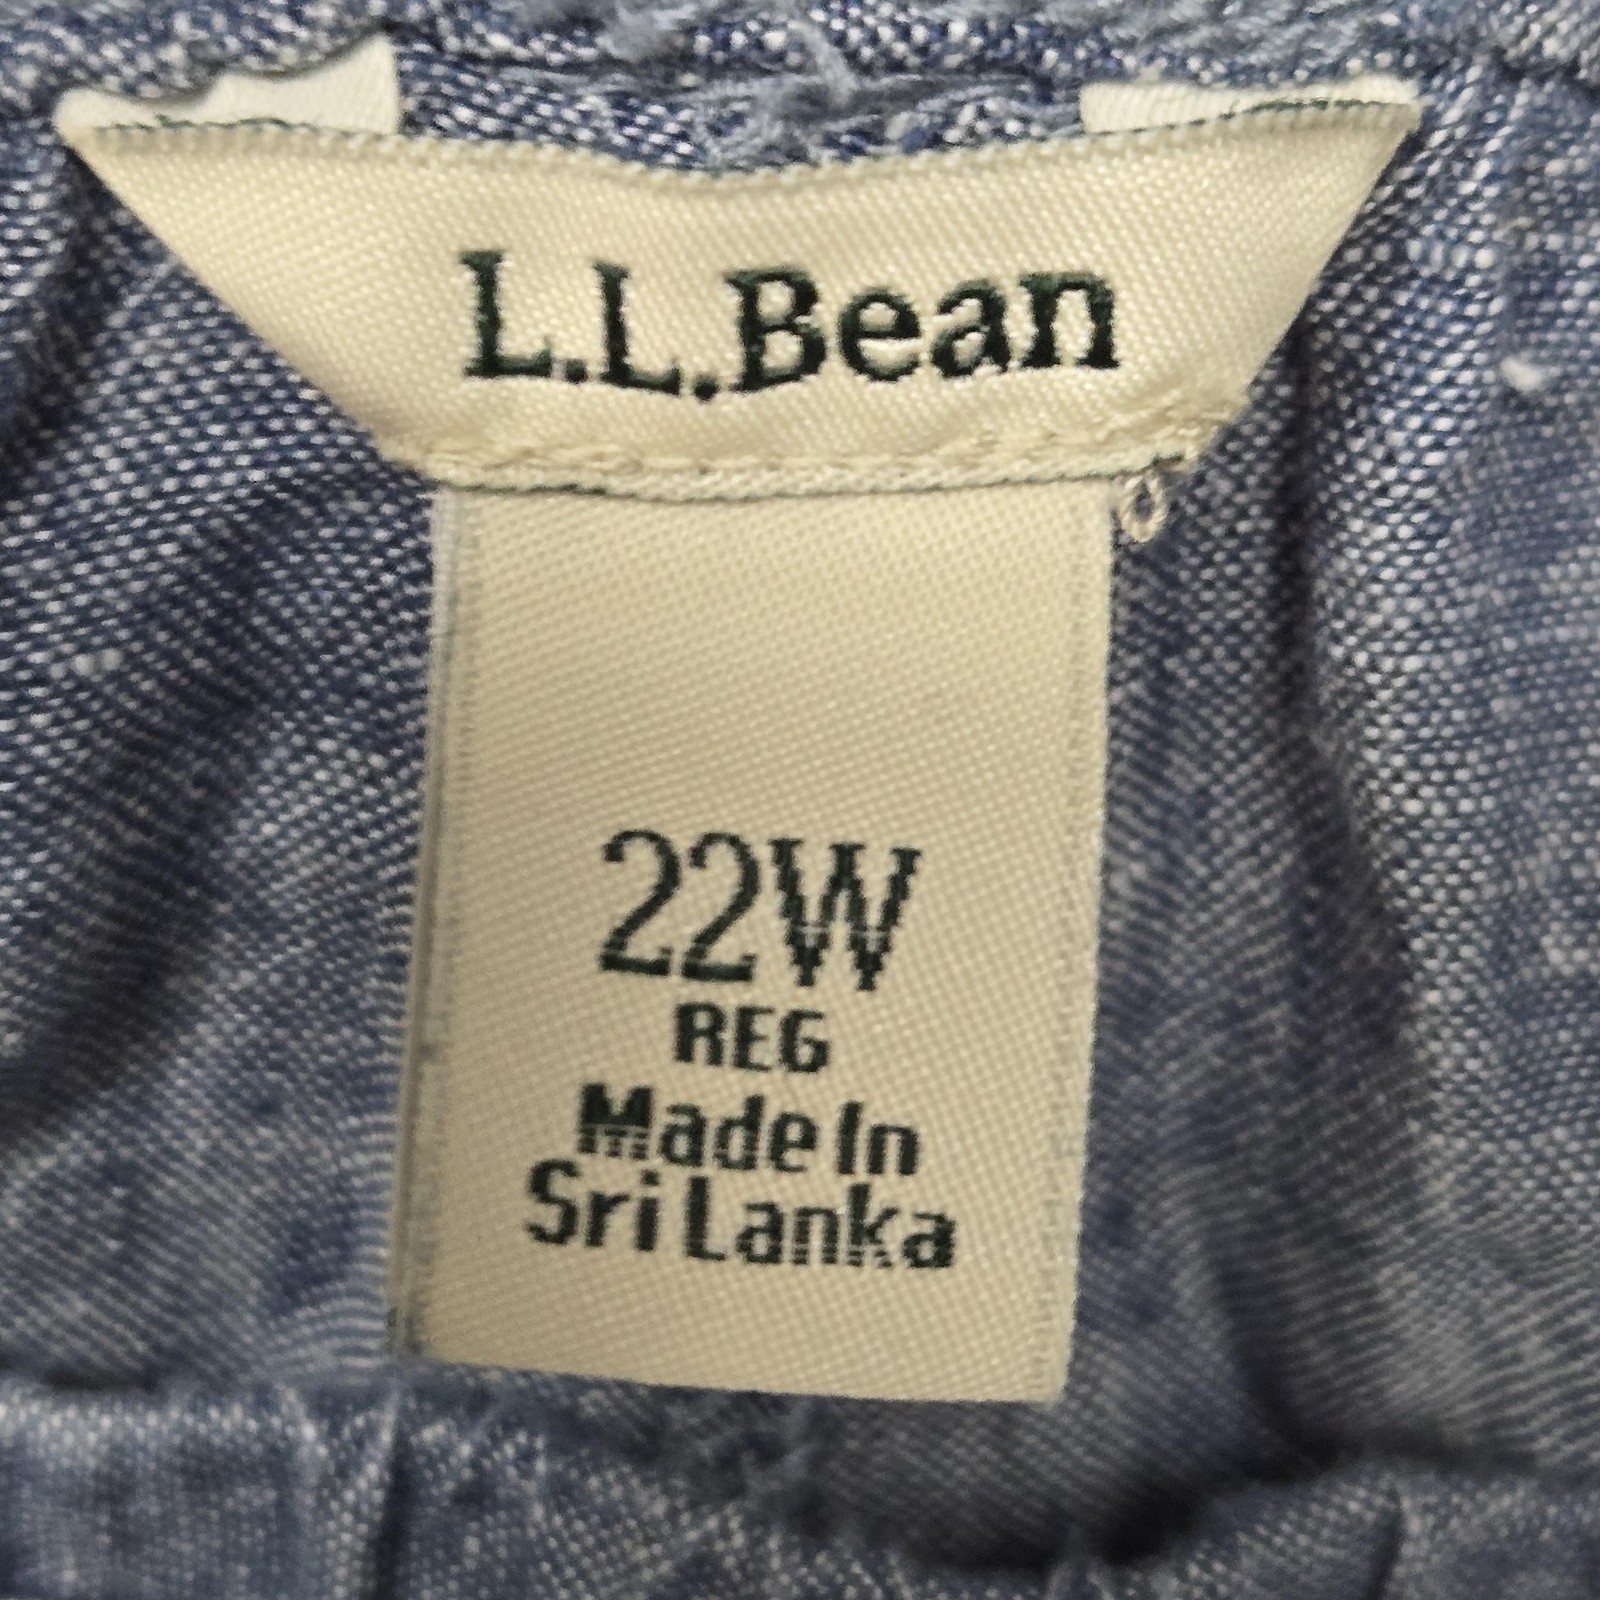 L.L.Bean
22W
REG
Made In
Sri Lanka